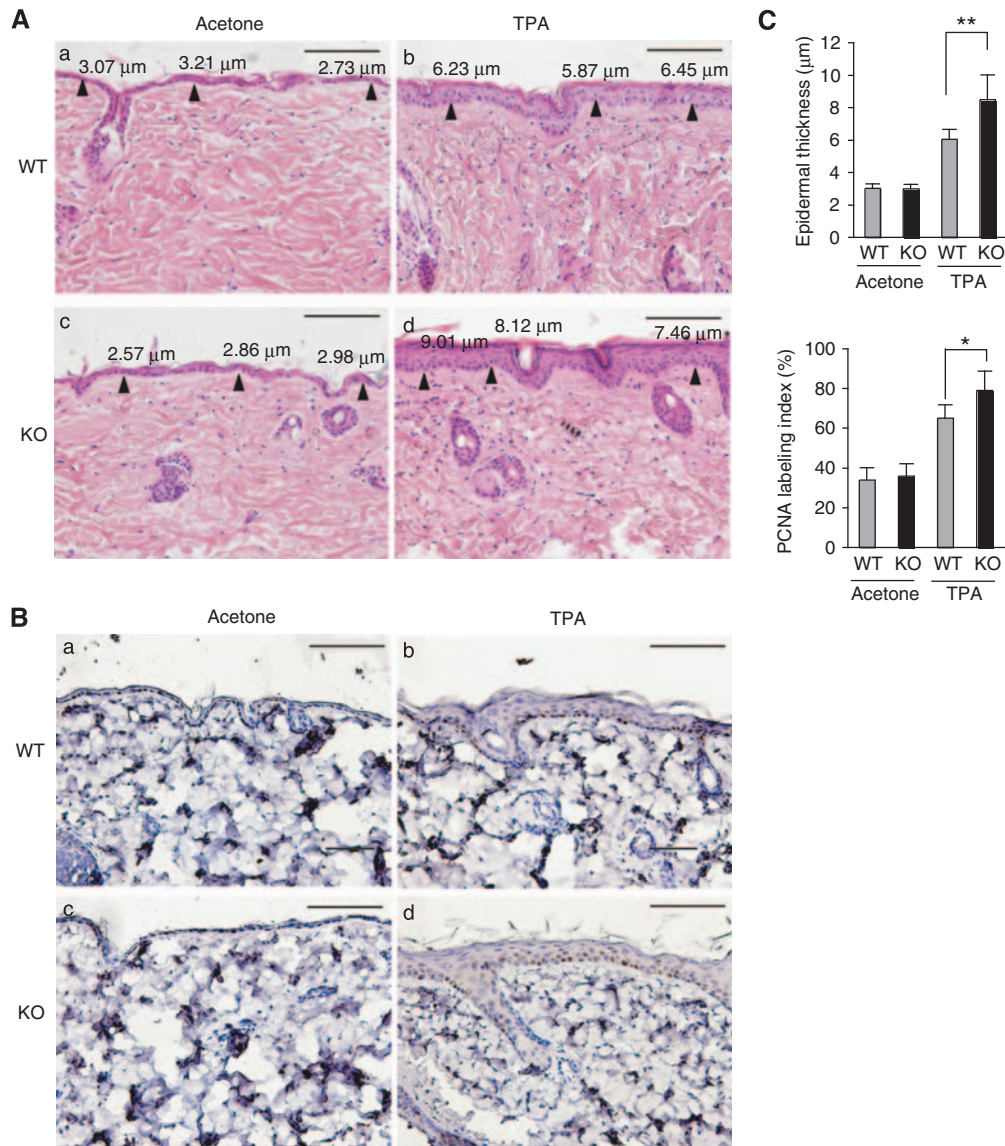 A
Acetone
TPA
a
3.07 μm
3.21 μm
2.73 μm
b
6.23 μm
5.87 μm
6.45 μm
WT
c
2.57 μm
2.86 μm
2.98 μm
d
9.01 μm
8.12 μm
7.46 μm
KO
B
Acetone
TPA
a
b
WT
c
d
KO
C
**
Epidermal thickness (μm)
12
10
8
6
4
2
0
WT KO WT KO
Acetone TPA
*
PCNA labeling index (%)
100
80
60
40
20
0
WT KO WT KO
Acetone TPA